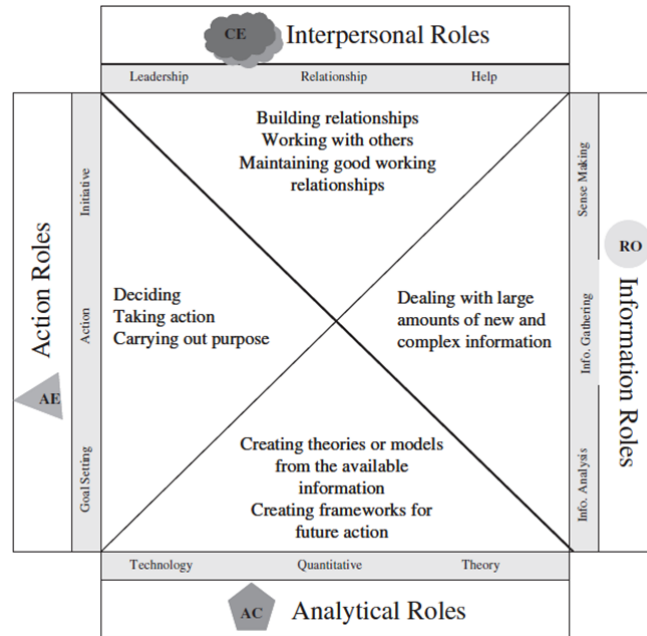 CE
Interpersonal Roles
Leadership
Relationship
Help
Building relationships
Working with others
Maintaining good working
relationships
Action Roles
AE
Initiative
Action
Goal Setting
Deciding
Taking action
Carrying out purpose
Dealing with large
amounts of new and
complex information
Sense Making
Info. Gathering
Info. Analysis
RO
Information Roles
Creating theories or models
from the available
information
Creating frameworks for
future action
Technology
Quantitative
Theory
AC
Analytical Roles